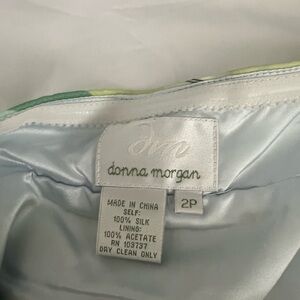 dm
donna morgan
2P
MADE IN CHINA
SELF:
100% SILK
LINING:
100% ACETATE
RN 103737
DRY CLEAN ONLY